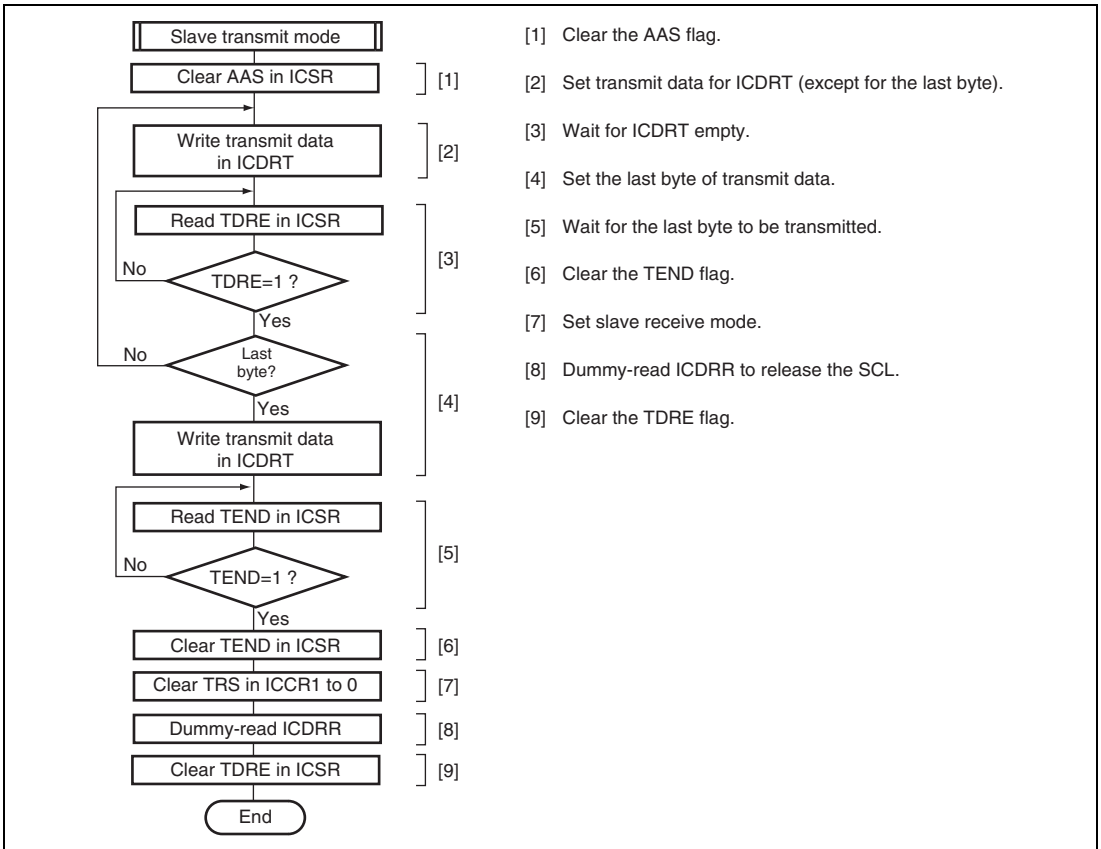 Slave transmit mode
Clear AAS in ICSR
[1]
Write transmit data
in ICDRT
[2]
Read TDRE in ICSR
[3]
No
TDRE=1 ?
Yes
No
Last
byte?
[4]
Yes
Write transmit data
in ICDRT
Read TEND in ICSR
[5]
No
TEND=1 ?
Yes
Clear TEND in ICSR
[6]
Clear TRS in ICCR1 to 0
[7]
Dummy-read ICDRR
[8]
Clear TDRE in ICSR
[9]
End
[1] Clear the AAS flag.
[2] Set transmit data for ICDRT (except for the last byte).
[3] Wait for ICDRT empty.
[4] Set the last byte of transmit data.
[5] Wait for the last byte to be transmitted.
[6] Clear the TEND flag.
[7] Set slave receive mode.
[8] Dummy-read ICDRR to release the SCL.
[9] Clear the TDRE flag.